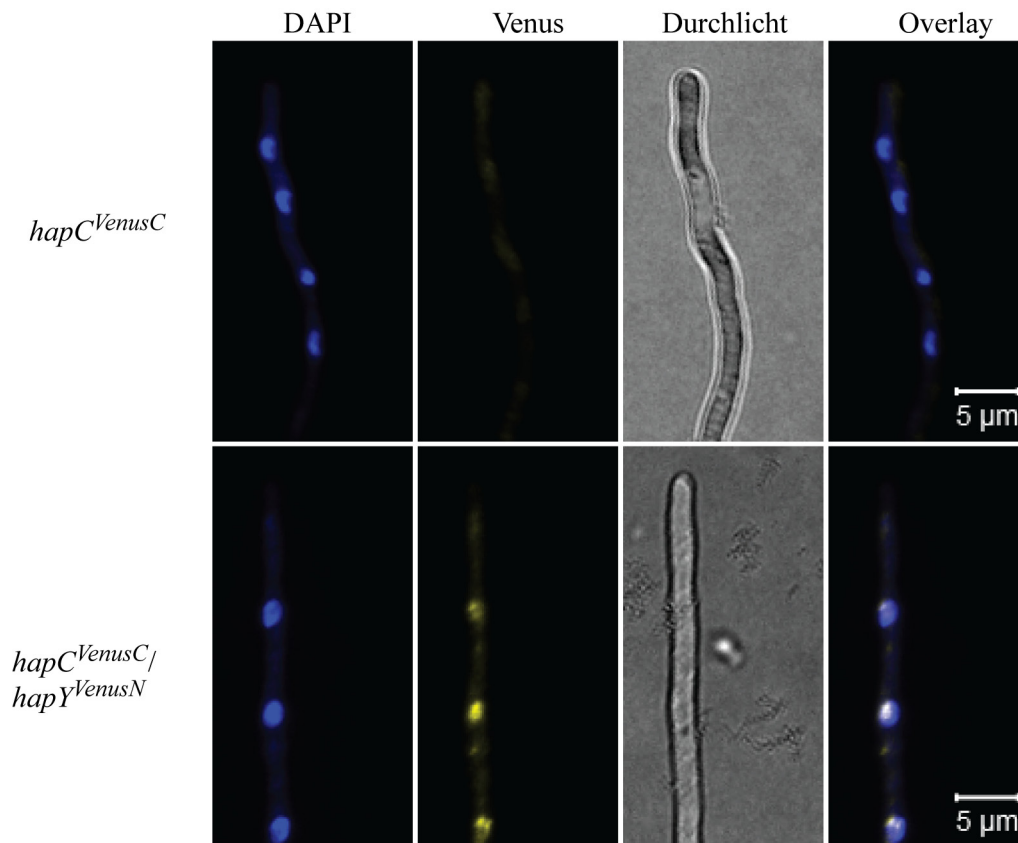 DAPI Venus Durchlicht Overlay
hapC^VenusC
5 µm
hapC^VenusC/
hapY^VenusN
5 µm